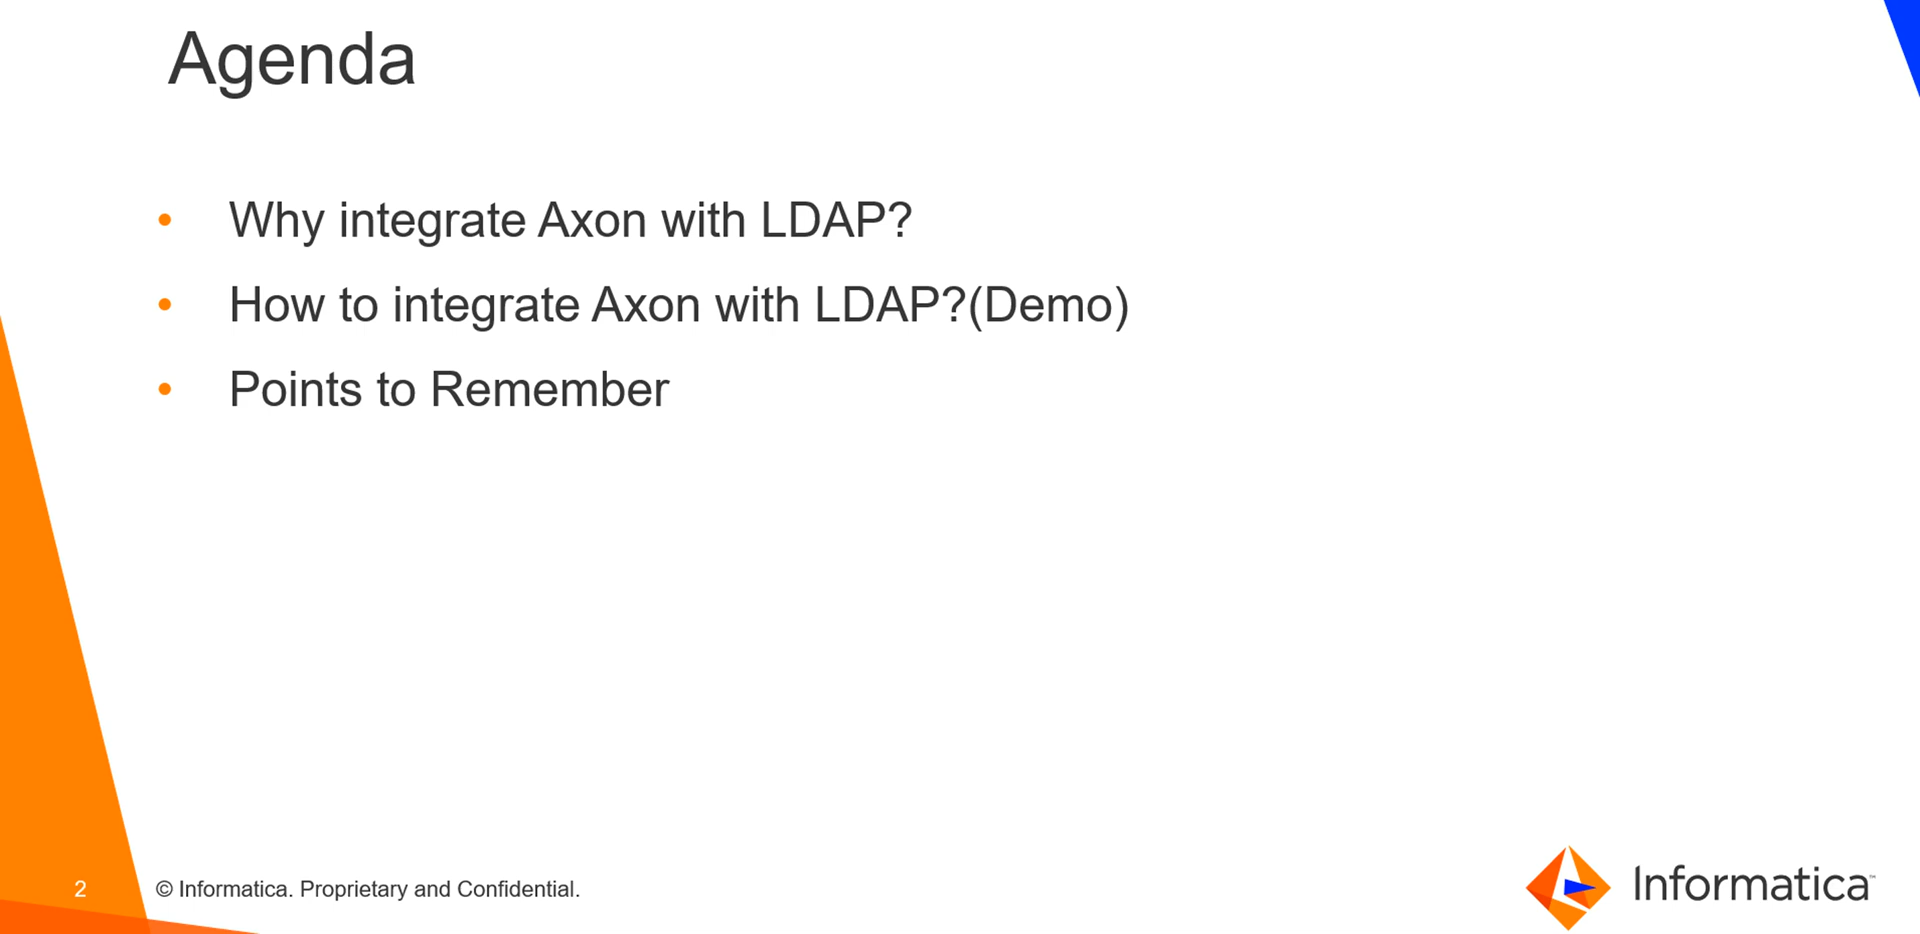 Agenda
• Why integrate Axon with LDAP?
• How to integrate Axon with LDAP?(Demo)
• Points to Remember
2 © Informatica. Proprietary and Confidential.
Informatica™